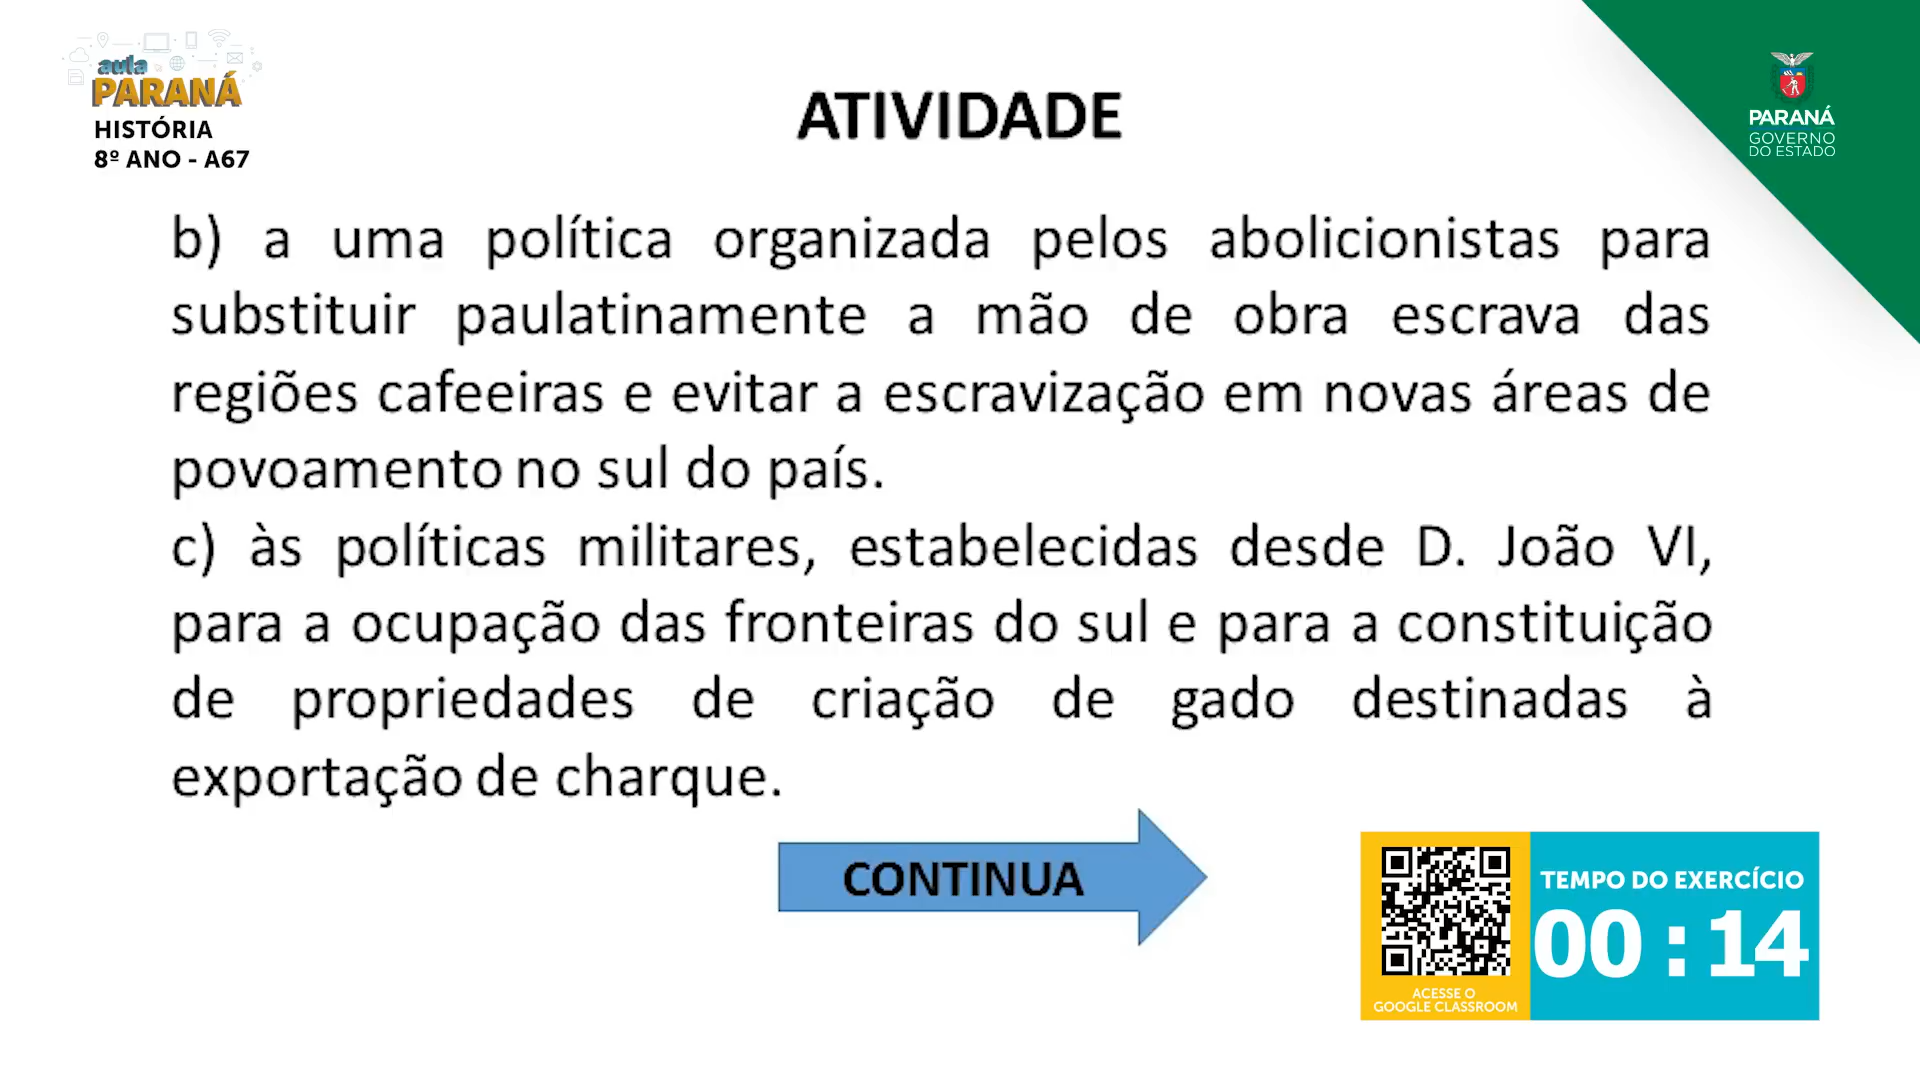 aula
PARANÁ
HISTÓRIA
8º ANO - A67
ATIVIDADE
PARANÁ
GOVERNO
DO ESTADO
b) a uma política organizada pelos abolicionistas para
substituir paulatinamente a mão de obra escrava das
regiões cafeeiras e evitar a escravização em novas áreas de
povoamento no sul do país.
c) às políticas militares, estabelecidas desde D. João VI,
para a ocupação das fronteiras do sul e para a constituição
de propriedades de criação de gado destinadas à
exportação de charque.
CONTINUA
ACESSE O
GOOGLE CLASSROOM
TEMPO DO EXERCÍCIO
00 : 14